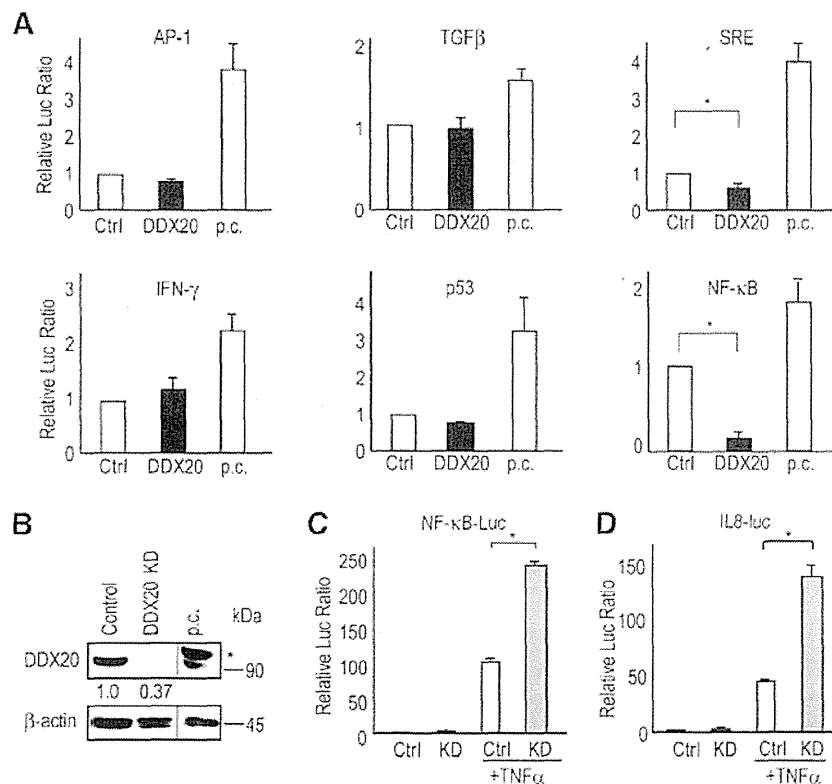 A
AP-1
Relative Luc Ratio
4
3
2
1
0
Ctrl DDX20 p.c.
TGFβ
2
1
0
Ctrl DDX20 p.c.
SRE
4
3
2
1
0
*
Ctrl DDX20 p.c.
IFN-γ
Relative Luc Ratio
3
2
1
0
Ctrl DDX20 p.c.
p53
4
3
2
1
0
Ctrl DDX20 p.c.
NF-κB
2
1
0
*
Ctrl DDX20 p.c.
B
Control
DDX20 KD
p.c.
kDa
DDX20
*
90
1.0 0.37
β-actin
45
C
NF-κB-Luc
Relative Luc Ratio
250
200
150
100
50
0
*
Ctrl KD Ctrl KD
+TNFα
D
IL8-luc
Relative Luc Ratio
150
100
50
0
*
Ctrl KD Ctrl KD
+TNFα